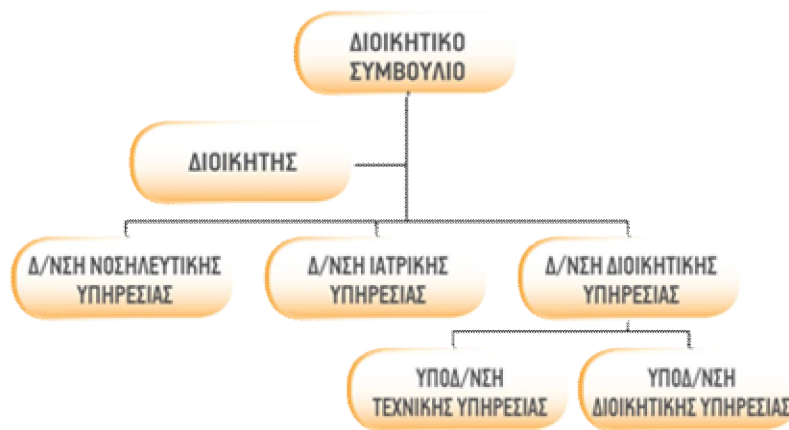 ΔΙΟΙΚΗΤΙΚΟ
ΣΥΜΒΟΥΛΙΟ
ΔΙΟΙΚΗΤΗΣ
Δ/ΝΣΗ ΝΟΣΗΛΕΥΤΙΚΗΣ
ΥΠΗΡΕΣΙΑΣ
Δ/ΝΣΗ ΙΑΤΡΙΚΗΣ
ΥΠΗΡΕΣΙΑΣ
Δ/ΝΣΗ ΔΙΟΙΚΗΤΙΚΗΣ
ΥΠΗΡΕΣΙΑΣ
ΥΠΟΔ/ΝΣΗ
ΤΕΧΝΙΚΗΣ ΥΠΗΡΕΣΙΑΣ
ΥΠΟΔ/ΝΣΗ
ΔΙΟΙΚΗΤΙΚΗΣ ΥΠΗΡΕΣΙΑΣ